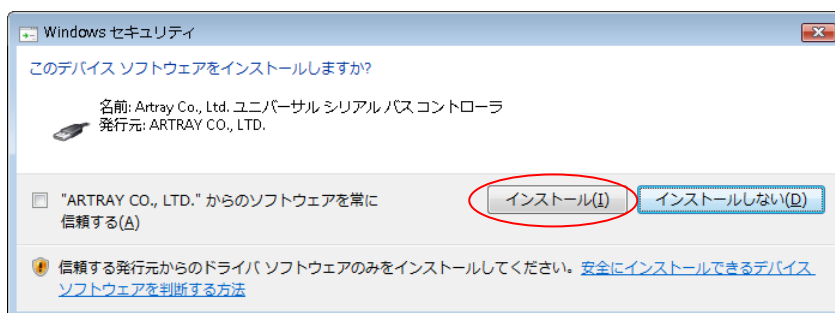 Windows セキュリティ
このデバイス ソフトウェアをインストールしますか?
名前: Artray Co., Ltd. ユニバーサル シリアル バス コントローラ
発行元: ARTRAY CO., LTD.
"ARTRAY CO., LTD." からのソフトウェアを常に
信頼する(A)
インストール(I)
インストールしない(D)
信頼する発行元からのドライバ ソフトウェアのみをインストールしてください。安全にインストールできるデバイス
ソフトウェアを判断する方法